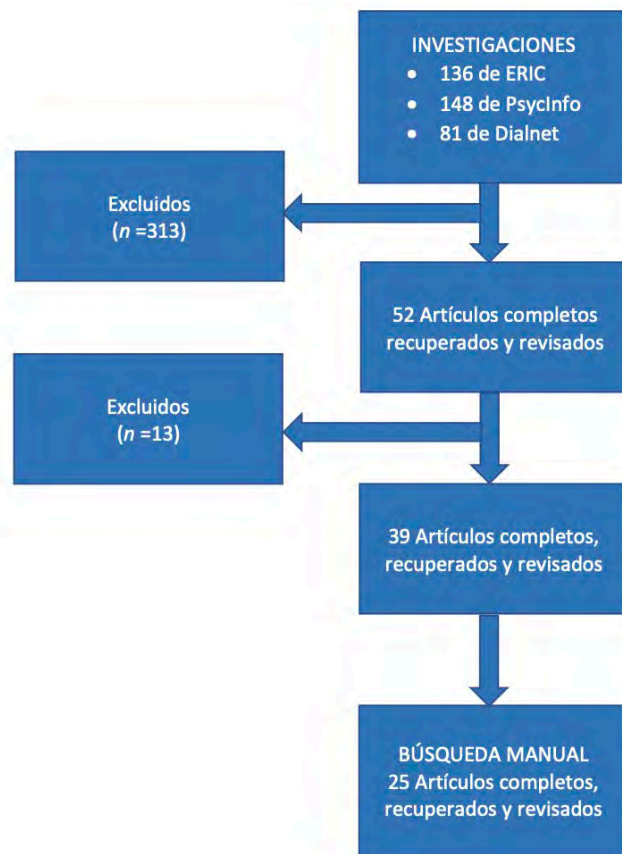 INVESTIGACIONES
• 136 de ERIC
• 148 de PsycInfo
• 81 de Dialnet
Excluidos
(n =313)
52 Artículos completos
recuperados y revisados
Excluidos
(n =13)
39 Artículos completos,
recuperados y revisados
BÚSQUEDA MANUAL
25 Artículos completos,
recuperados y revisados